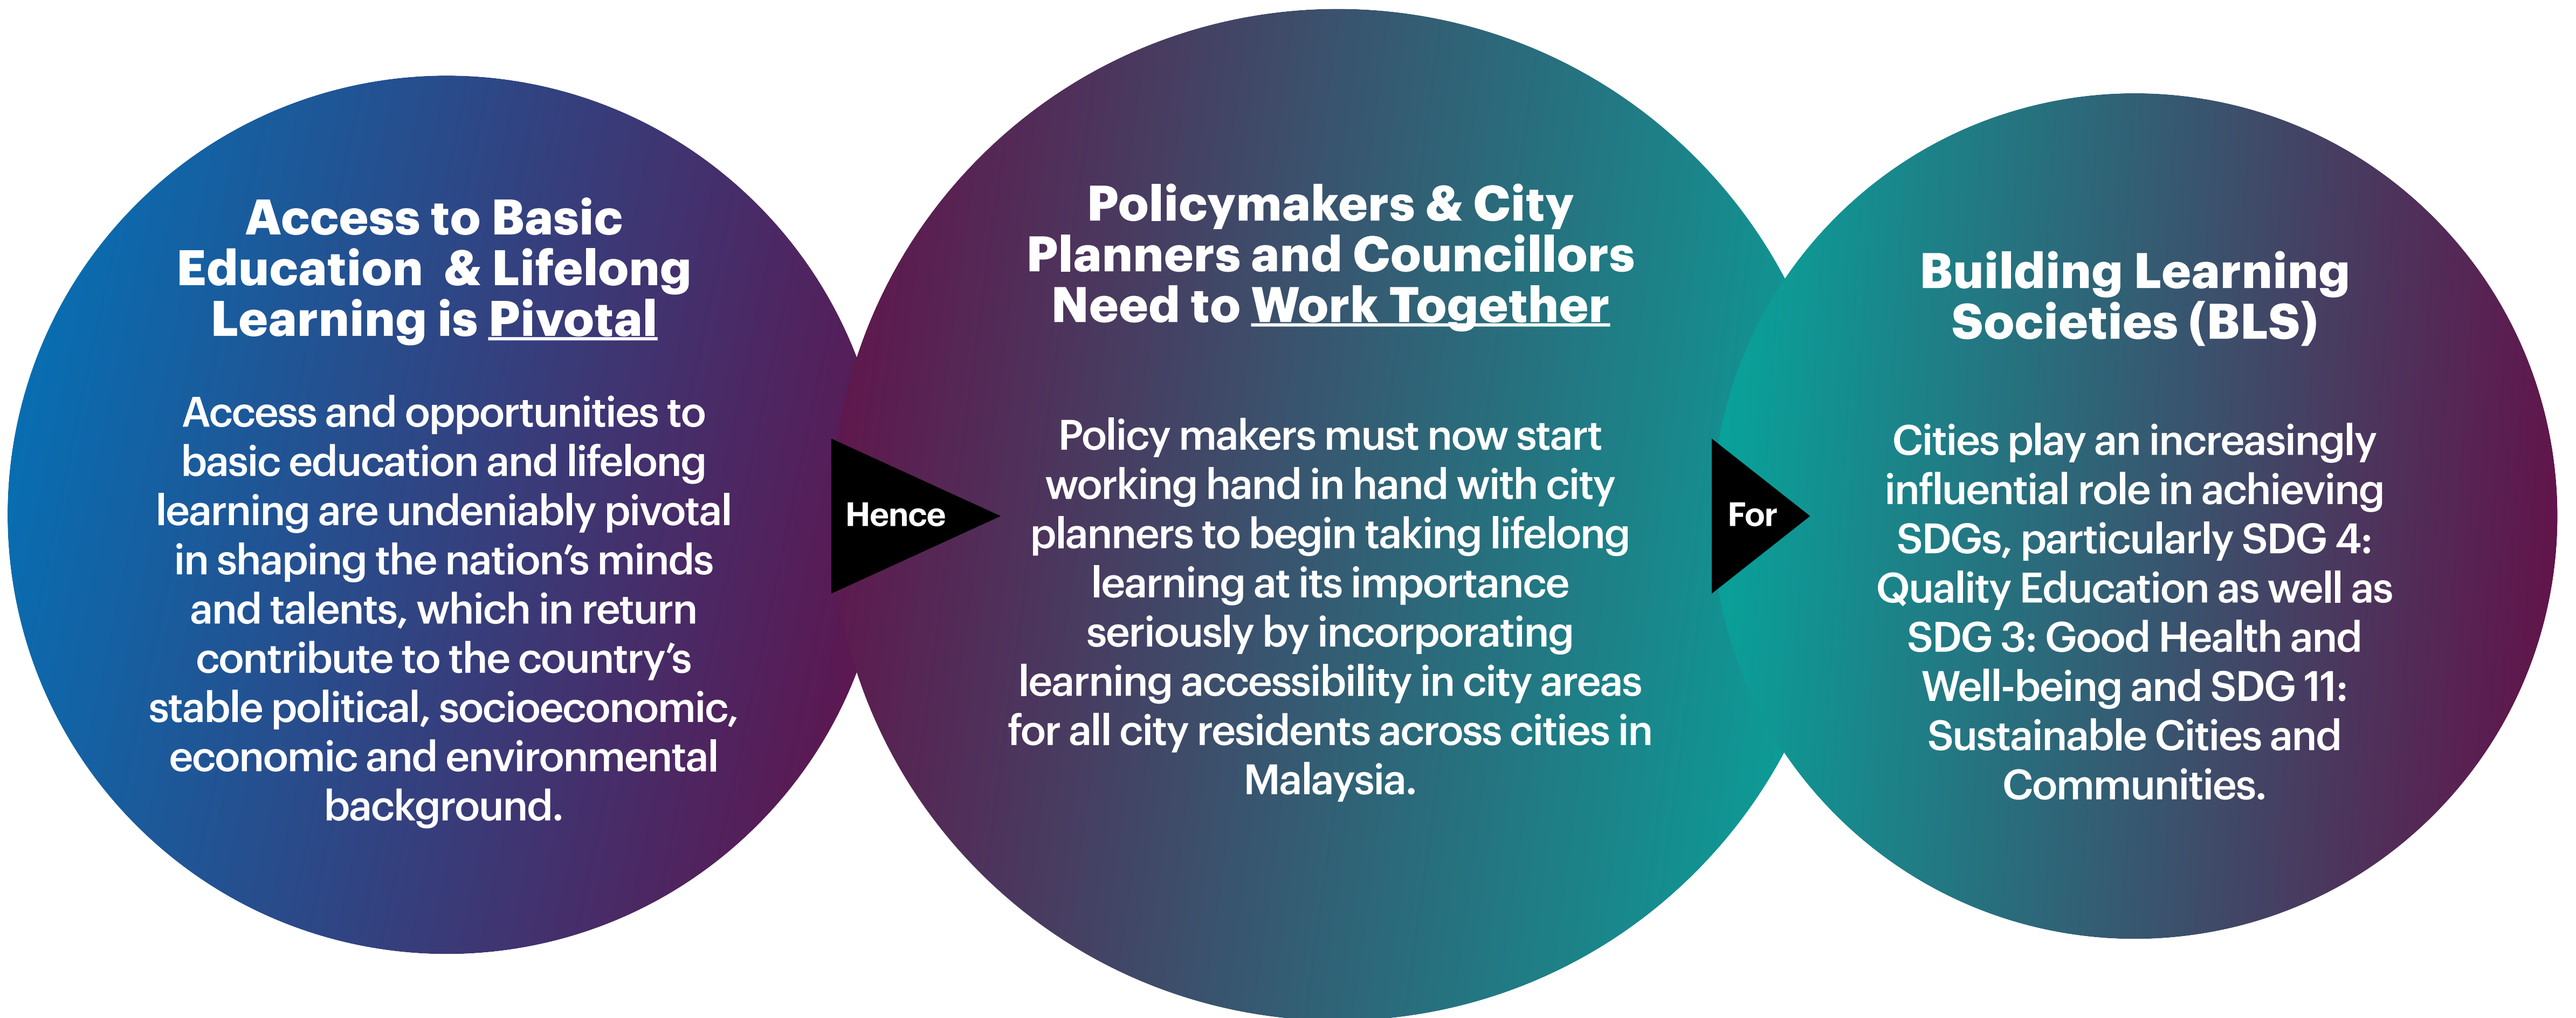 Access to Basic
Education & Lifelong
Learning is Pivotal
Access and opportunities to
basic education and lifelong
learning are undeniably pivotal
in shaping the nation’s minds
and talents, which in return
contribute to the country’s
stable political, socioeconomic,
economic and environmental
background.
Hence
Policymakers & City
Planners and Councillors
Need to Work Together
Policy makers must now start
working hand in hand with city
planners to begin taking lifelong
learning at its importance
seriously by incorporating
learning accessibility in city areas
for all city residents across cities in
Malaysia.
For
Building Learning
Societies (BLS)
Cities play an increasingly
influential role in achieving
SDGs, particularly SDG 4:
Quality Education as well as
SDG 3: Good Health and
Well-being and SDG 11:
Sustainable Cities and
Communities.